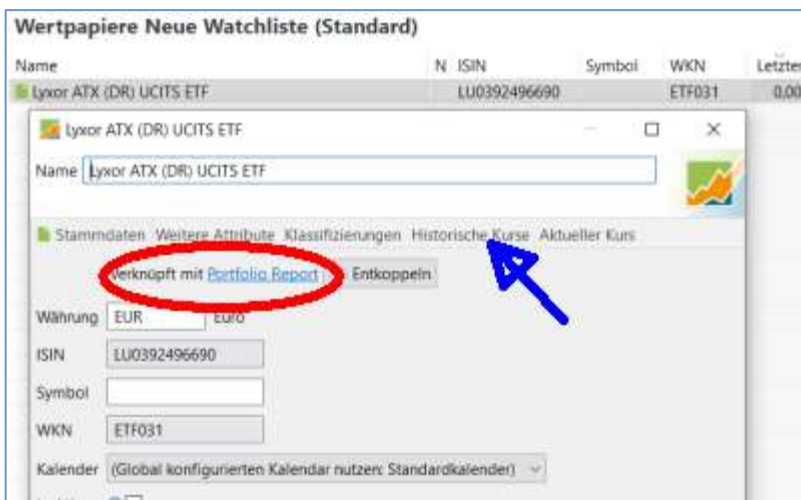 Wertpapiere Neue Watchliste (Standard)
Name N ISIN Symbol WKN Letzter
Lyxor ATX (DR) UCITS ETF LU0392496690 ETF031 0,00
Lyxor ATX (DR) UCITS ETF
Name Lyxor ATX (DR) UCITS ETF
Stammdaten Weitere Attribute Klassifizierungen Historische Kurse Aktueller Kurs
Verknüpft mit Portfolio Report Entkoppeln
Währung EUR Euro
ISIN LU0392496690
Symbol
WKN ETF031
Kalender (Global konfigurierten Kalendar nutzen: Standardkalender)